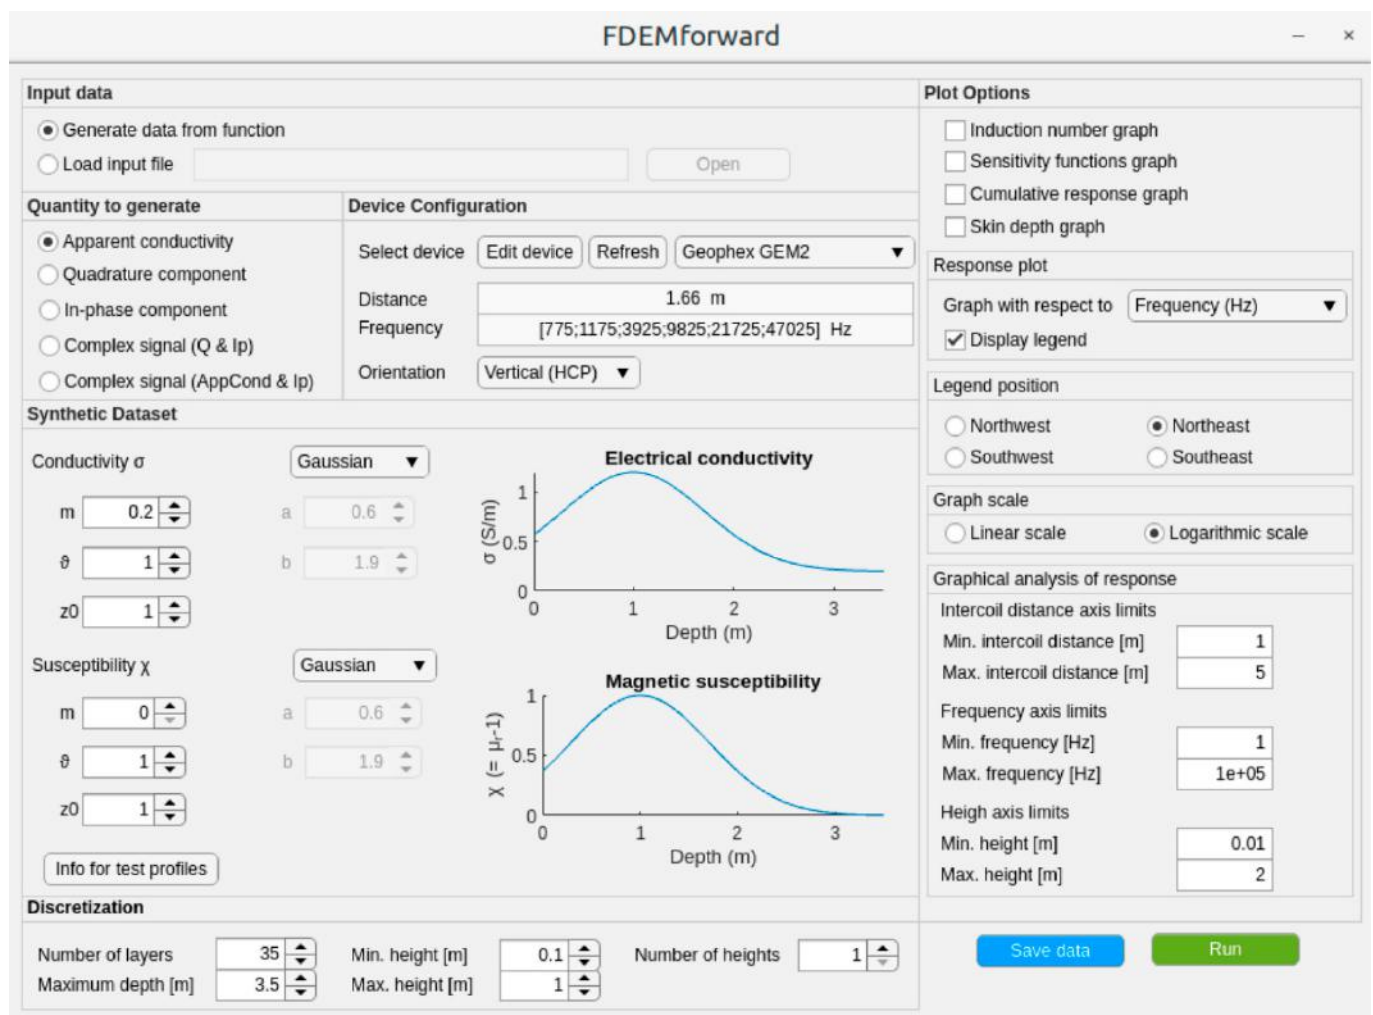 FDEMforward
Input data
Generate data from function
Load input file
Open
Quantity to generate
Apparent conductivity
Quadrature component
In-phase component
Complex signal (Q & Ip)
Complex signal (AppCond & Ip)
Device Configuration
Select device Edit device Refresh Geophex GEM2
Distance 1.66 m
Frequency [775;1175;3925;9825;21725;47025] Hz
Orientation Vertical (HCP)
Synthetic Dataset
Conductivity σ Gaussian
m 0.2 a 0.6
ϑ 1 b 1.9
z0 1
Electrical conductivity
σ (S/m)
1
0.5
0
0 1 2 3
Depth (m)
Susceptibility χ Gaussian
m 0 a 0.6
ϑ 1 b 1.9
z0 1
Info for test profiles
Magnetic susceptibility
χ (= μr-1)
1
0.5
0
0 1 2 3
Depth (m)
Discretization
Number of layers 35 Min. height [m] 0.1 Number of heights 1
Maximum depth [m] 3.5 Max. height [m] 1
Plot Options
Induction number graph
Sensitivity functions graph
Cumulative response graph
Skin depth graph
Response plot
Graph with respect to Frequency (Hz)
Display legend
Legend position
Northwest Northeast
Southwest Southeast
Graph scale
Linear scale Logarithmic scale
Graphical analysis of response
Intercoil distance axis limits
Min. intercoil distance [m] 1
Max. intercoil distance [m] 5
Frequency axis limits
Min. frequency [Hz] 1
Max. frequency [Hz] 1e+05
Heigh axis limits
Min. height [m] 0.01
Max. height [m] 2
Save data Run